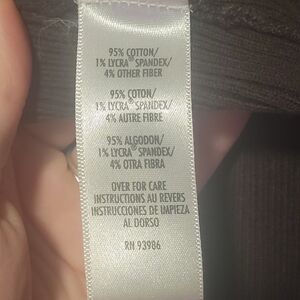 95% COTTON/
1% LYCRA® SPANDEX/
4% OTHER FIBER
95% COTON/
1% LYCRA® SPANDEX/
4% AUTRE FIBRE
95% ALGODON/
1% LYCRA® SPANDEX/
4% OTRA FIBRA
OVER FOR CARE
INSTRUCTIONS AU REVERS
INSTRUCCIONES DE LIMPIEZA
AL DORSO
RN 93986